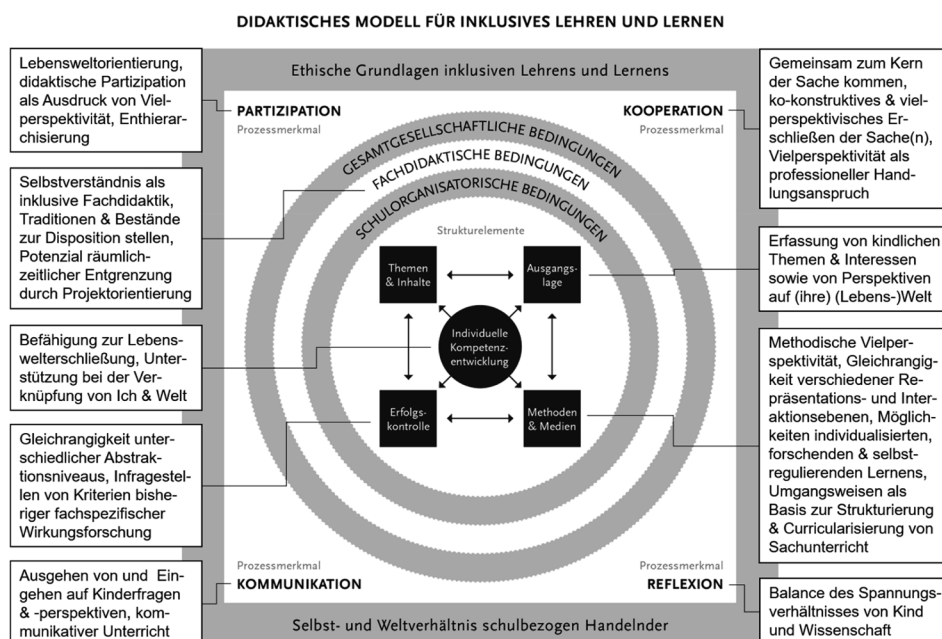 DIDAKTISCHES MODELL FÜR INKLUSIVES LEHREN UND LERNEN
Lebensweltorientierung,
didaktische Partizipation
als Ausdruck von Viel-
perspektivität, Enthierar-
chisierung
Selbstverständnis als
inklusive Fachdidaktik,
Traditionen & Bestände
zur Disposition stellen,
Potenzial räumlich-
zeitlicher Entgrenzung
durch Projektorientierung
Befähigung zur Lebens-
welterschließung, Unter-
stützung bei der Ver-
knüpfung von Ich & Welt
Gleichrangigkeit unter-
schiedlicher Abstrak-
tionsniveaus, Infragestel-
len von Kriterien bishe-
riger fachspezifischer
Wirkungsforschung
Ausgehen von und Ein-
gehen auf Kinderfragen
& -perspektiven, kom-
munikativer Unterricht
Ethische Grundlagen inklusiven Lehrens und Lernens
PARTIZIPATION
Prozessmerkmal
KOOPERATION
Prozessmerkmal
GESAMTGESELLSCHAFTLICHE BEDINGUNGEN
FACHDIDAKTISCHE BEDINGUNGEN
SCHULORGANISATORISCHE BEDINGUNGEN
Strukturelemente
Themen
& Inhalte
Ausgangs-
lage
Individuelle
Kompetenz-
entwicklung
Erfolgs-
kontrolle
Methoden
& Medien
Prozessmerkmal
KOMMUNIKATION
Prozessmerkmal
REFLEXION
Selbst- und Weltverhältnis schulbezogen Handelnder
Gemeinsam zum Kern
der Sache kommen,
ko-konstruktives & viel-
perspektivisches Er-
schließen der Sache(n),
Vielperspektivität als
professioneller Hand-
lungsanspruch
Erfassung von kindlichen
Themen & Interessen
sowie von Perspektiven
auf (ihre) (Lebens-)Welt
Methodische Vielper-
spektivität, Gleichrangig-
keit verschiedener Re-
präsentations- und Inter-
aktionsebenen, Möglich-
keiten individualisierten,
forschenden & selbst-
regulierenden Lernens,
Umgangsweisen als
Basis zur Strukturierung
& Curricularisierung von
Sachunterricht
Balance des Spannungs-
verhältnisses von Kind
und Wissenschaft